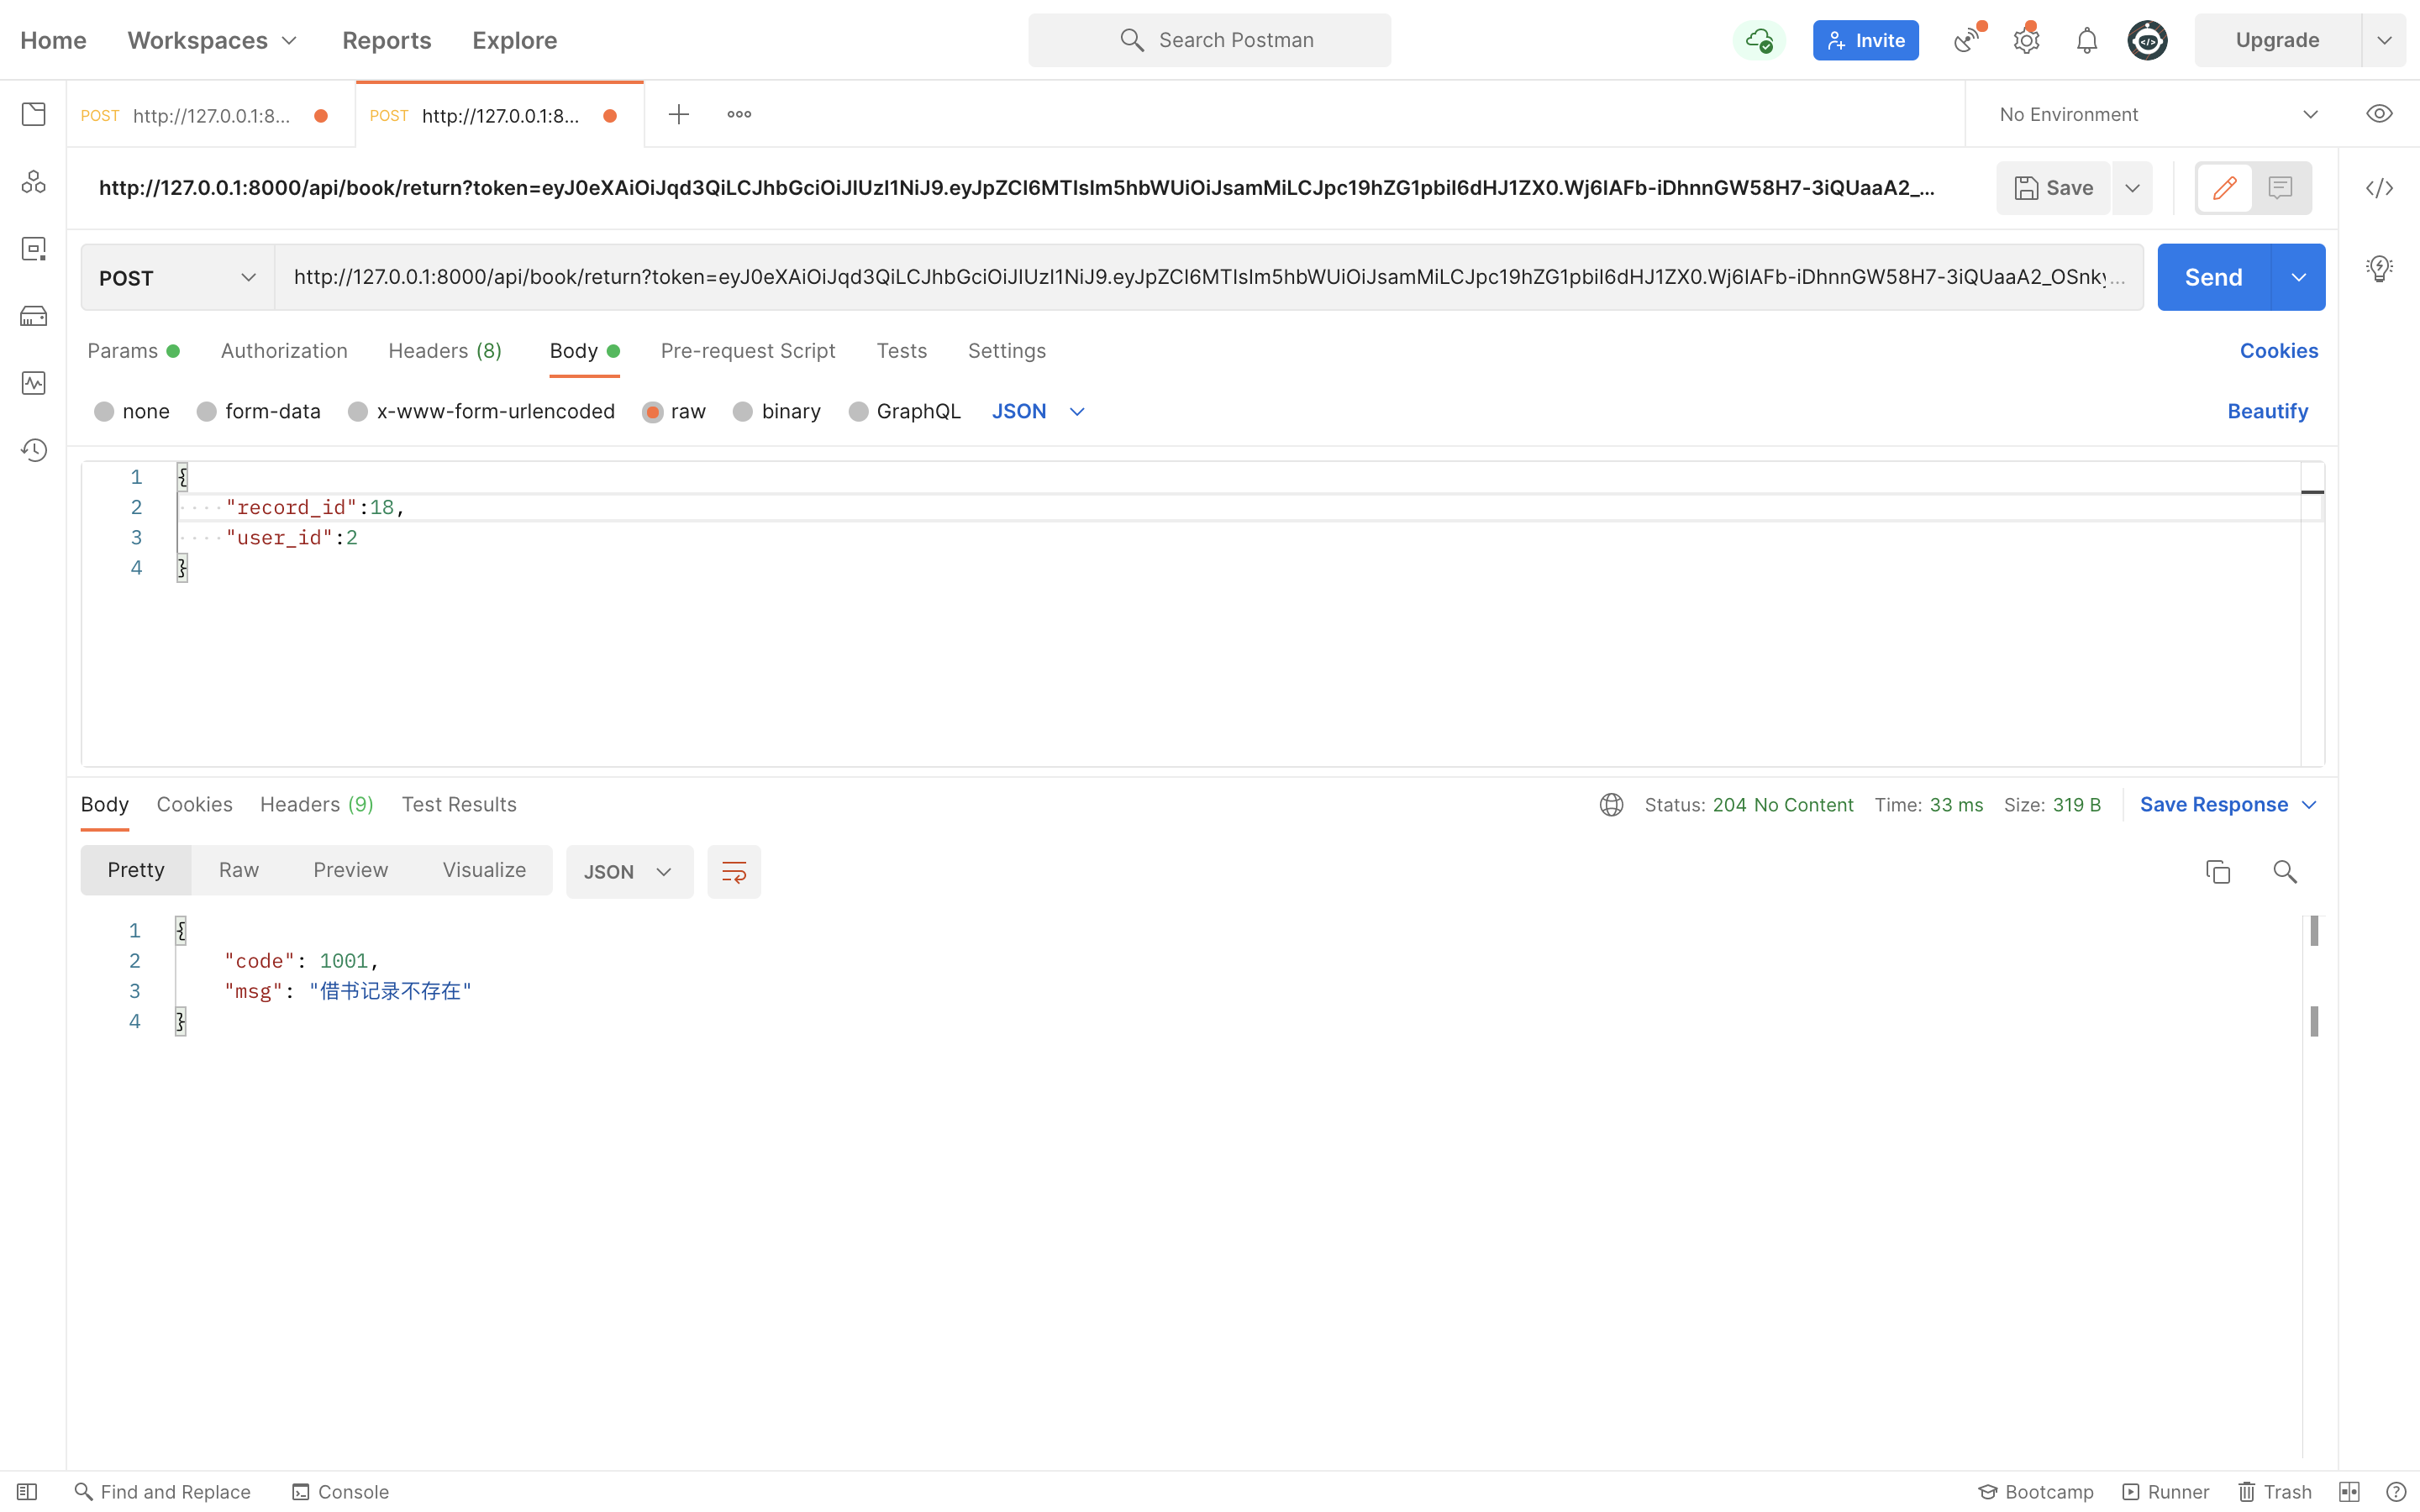 Home Workspaces Reports Explore Search Postman Invite Upgrade
POST http://127.0.0.1:8... POST http://127.0.0.1:8... No Environment
http://127.0.0.1:8000/api/book/return?token=eyJ0eXAiOiJqd3QiLCJhbGciOiJIUzI1NiJ9.eyJpZCI6MTIsIm5hbWUiOiJsamMiLCJpc19hZG1pbiI6dHJ1ZX0.Wj6IAFb-iDhnnGW58H7-3iQUaaA2_... Save
POST http://127.0.0.1:8000/api/book/return?token=eyJ0eXAiOiJqd3QiLCJhbGciOiJIUzI1NiJ9.eyJpZCI6MTIsIm5hbWUiOiJsamMiLCJpc19hZG1pbiI6dHJ1ZX0.Wj6IAFb-iDhnnGW58H7-3iQUaaA2_OSnky... Send
Params Authorization Headers (8) Body Pre-request Script Tests Settings Cookies
none form-data x-www-form-urlencoded raw binary GraphQL JSON Beautify
1 {
2 "record_id":18,
3 "user_id":2
4 }
Body Cookies Headers (9) Test Results Status: 204 No Content Time: 33 ms Size: 319 B Save Response
Pretty Raw Preview Visualize JSON
1 {
2 "code": 1001,
3 "msg": "借书记录不存在"
4 }
Find and Replace Console Bootcamp Runner Trash